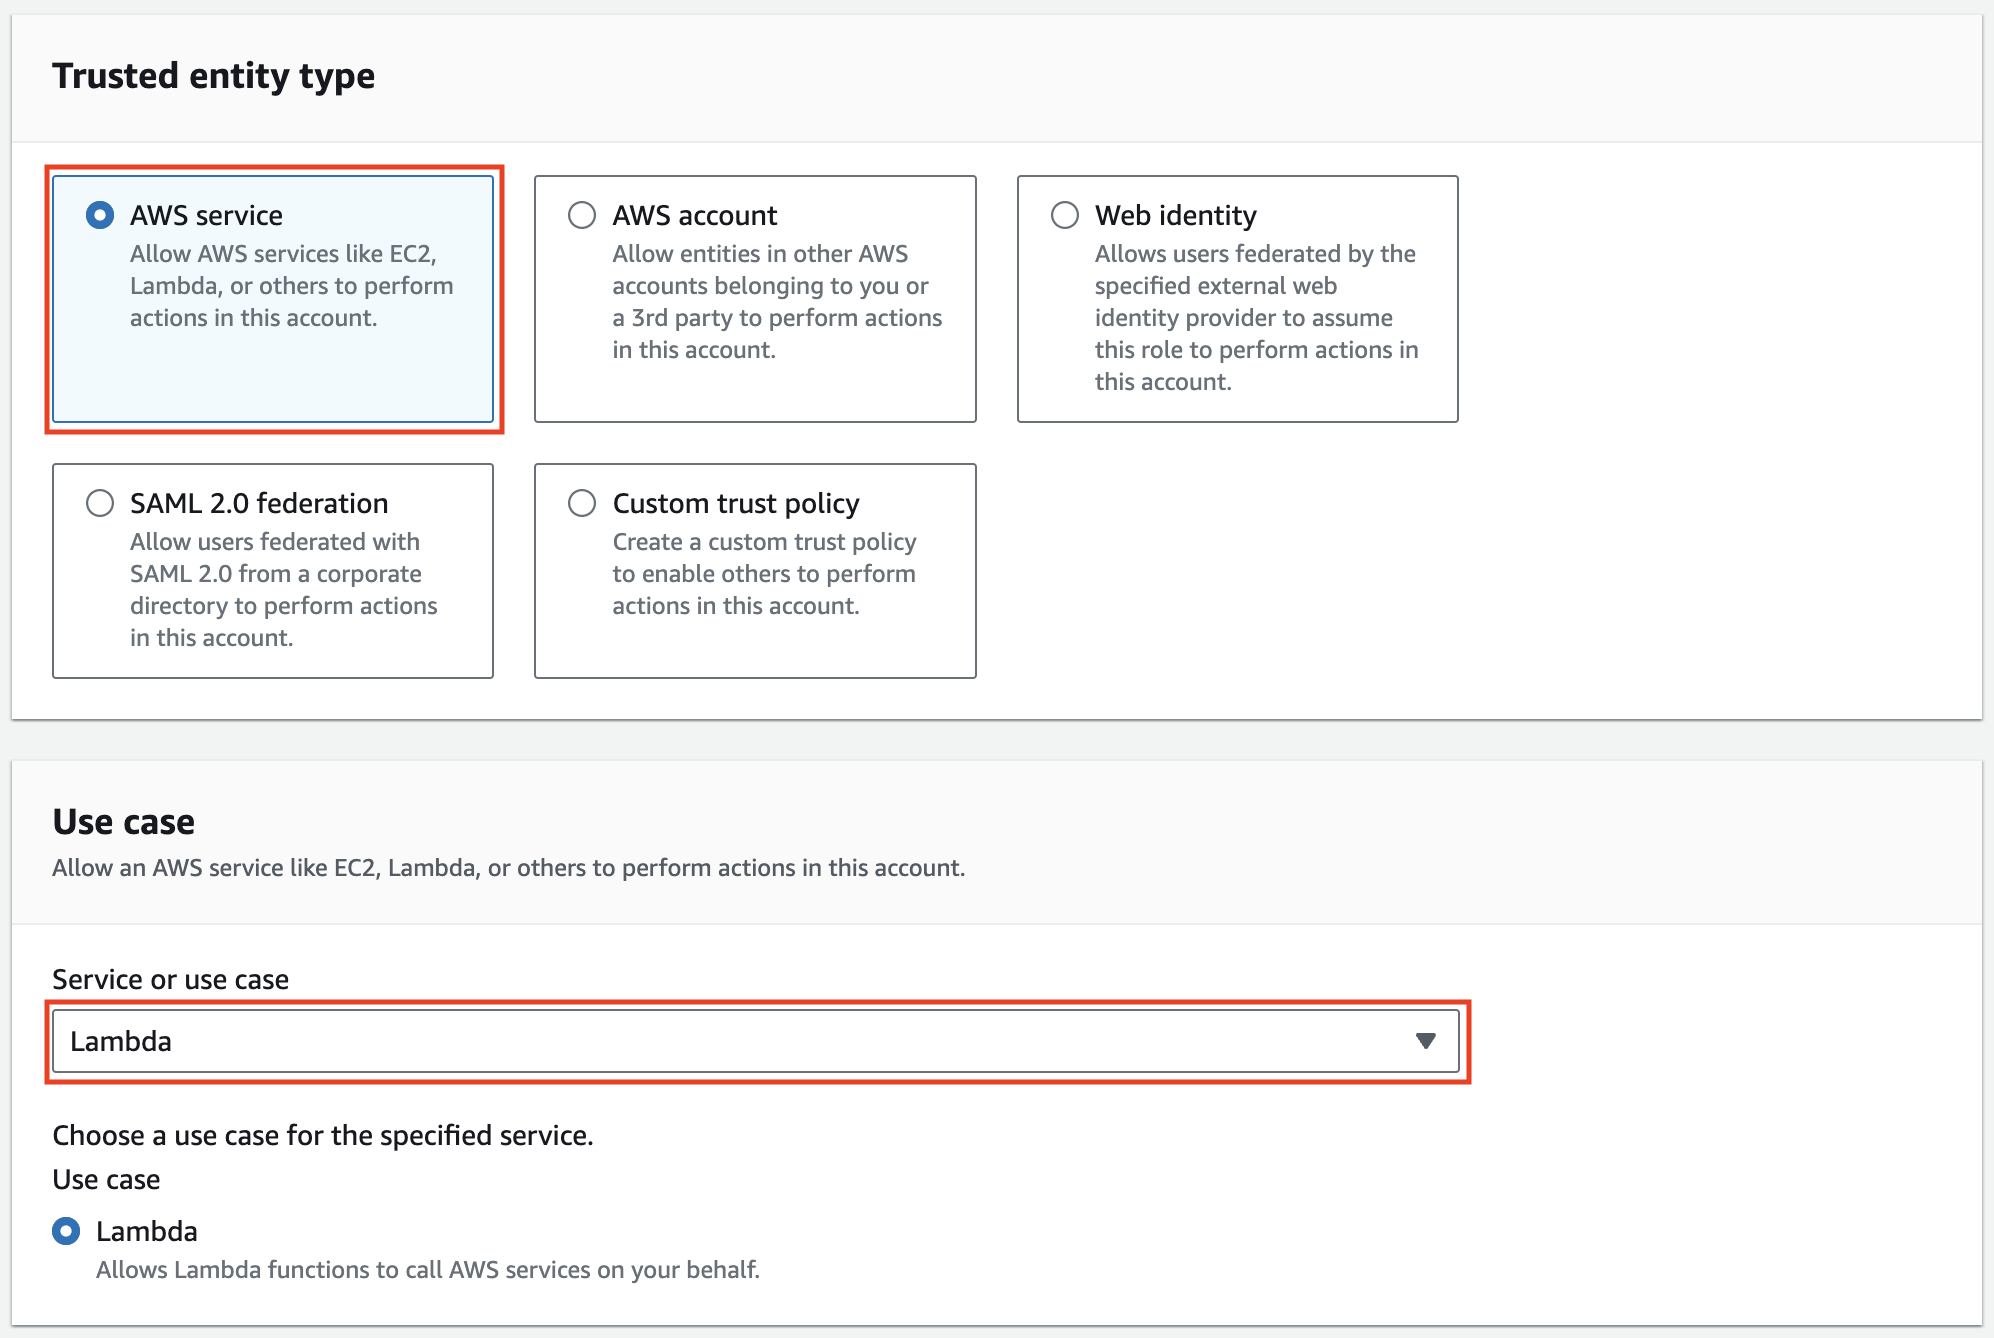 Trusted entity type
AWS service
Allow AWS services like EC2,
Lambda, or others to perform
actions in this account.
AWS account
Allow entities in other AWS
accounts belonging to you or
a 3rd party to perform actions
in this account.
Web identity
Allows users federated by the
specified external web
identity provider to assume
this role to perform actions in
this account.
SAML 2.0 federation
Allow users federated with
SAML 2.0 from a corporate
directory to perform actions
in this account.
Custom trust policy
Create a custom trust policy
to enable others to perform
actions in this account.
Use case
Allow an AWS service like EC2, Lambda, or others to perform actions in this account.
Service or use case
Lambda
Choose a use case for the specified service.
Use case
Lambda
Allows Lambda functions to call AWS services on your behalf.